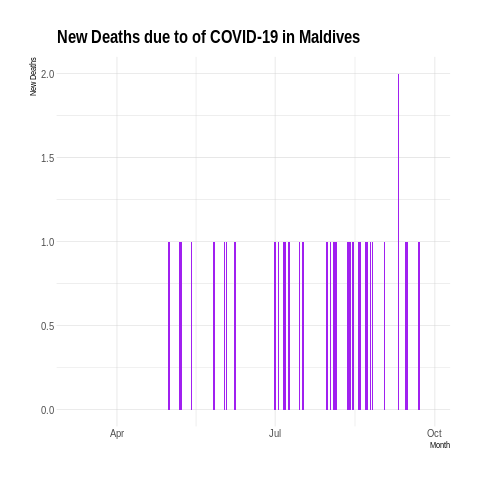 New Deaths due to of COVID-19 in Maldives
New Deaths
2.0
1.5
1.0
0.5
0.0
Apr
Jul
Oct
Month